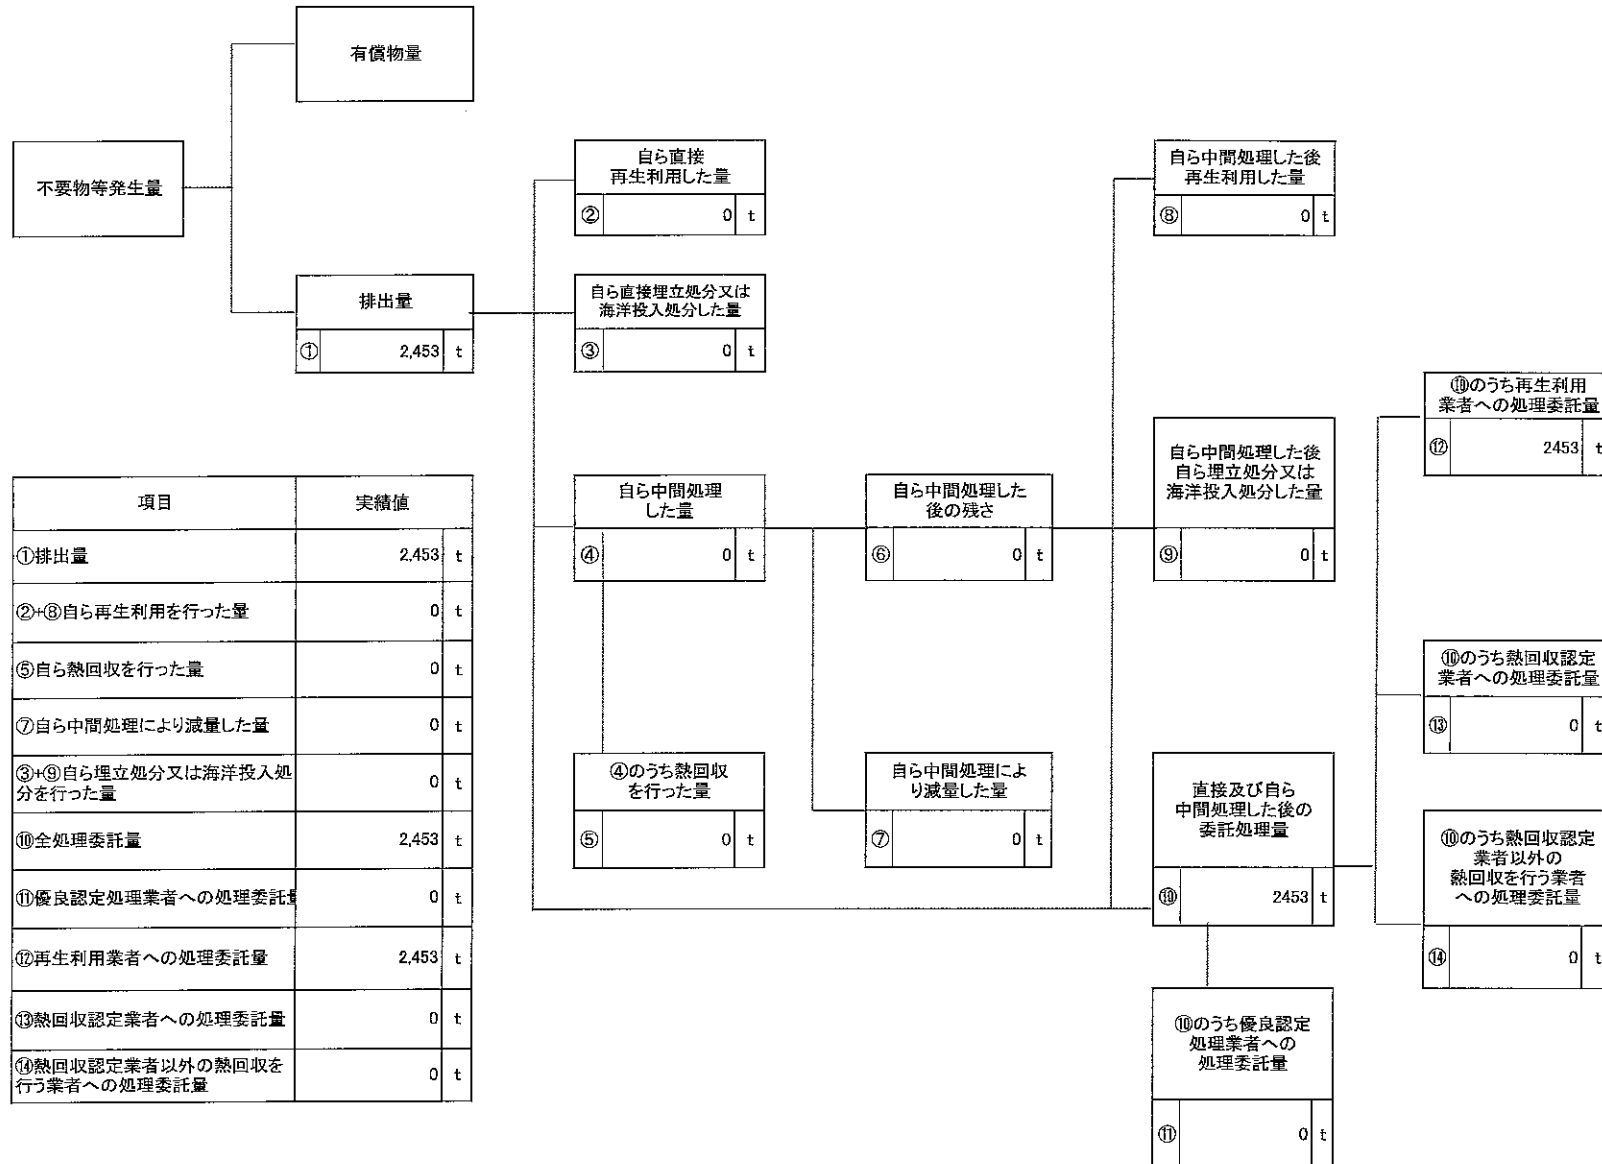 有償物量
不要物等発生量
排出量
① 2,453 t
自ら直接
再生利用した量
② 0 t
自ら直接埋立処分又は
海洋投入処分した量
③ 0 t
自ら中間処理
した量
④ 0 t
④のうち熱回収
を行った量
⑤ 0 t
自ら中間処理した
後の残さ
⑥ 0 t
自ら中間処理によ
り減量した量
⑦ 0 t
自ら中間処理した後
再生利用した量
⑧ 0 t
自ら中間処理した後
自ら埋立処分又は
海洋投入処分した量
⑨ 0 t
直接及び自ら
中間処理した後の
委託処理量
⑩ 2453 t
⑩のうち優良認定
処理業者への
処理委託量
⑪ 0 t
⑩のうち再生利用
業者への処理委託量
⑫ 2453 t
⑩のうち熱回収認定
業者への処理委託量
⑬ 0 t
⑩のうち熱回収認定
業者以外の
熱回収を行う業者
への処理委託量
⑭ 0 t
項目 実績値
①排出量 2,453 t
②+⑧自ら再生利用を行った量 0 t
⑤自ら熱回収を行った量 0 t
⑦自ら中間処理により減量した量 0 t
③+⑨自ら埋立処分又は海洋投入処
分を行った量 0 t
⑩全処理委託量 2,453 t
⑪優良認定処理業者への処理委託量 0 t
⑫再生利用業者への処理委託量 2,453 t
⑬熱回収認定業者への処理委託量 0 t
⑭熱回収認定業者以外の熱回収を
行う業者への処理委託量 0 t